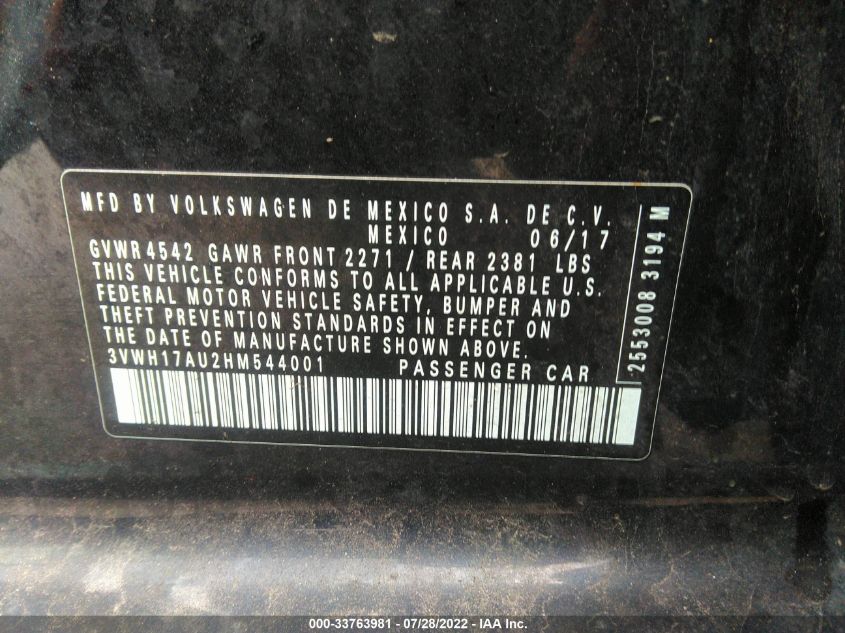 MFD BY VOLKSWAGEN DE MEXICO S.A. DE C.V.
MEXICO 06/17
GVWR 4542 GAWR FRONT 2271 / REAR 2381 LBS
THIS VEHICLE CONFORMS TO ALL APPLICABLE U.S.
FEDERAL MOTOR VEHICLE SAFETY, BUMPER AND
THEFT PREVENTION STANDARDS IN EFFECT ON
THE DATE OF MANUFACTURE SHOWN ABOVE.
3VWH17AU2HM544001 PASSENGER CAR
2553008 3194 M
000-33763981 - 07/28/2022 - IAA Inc.